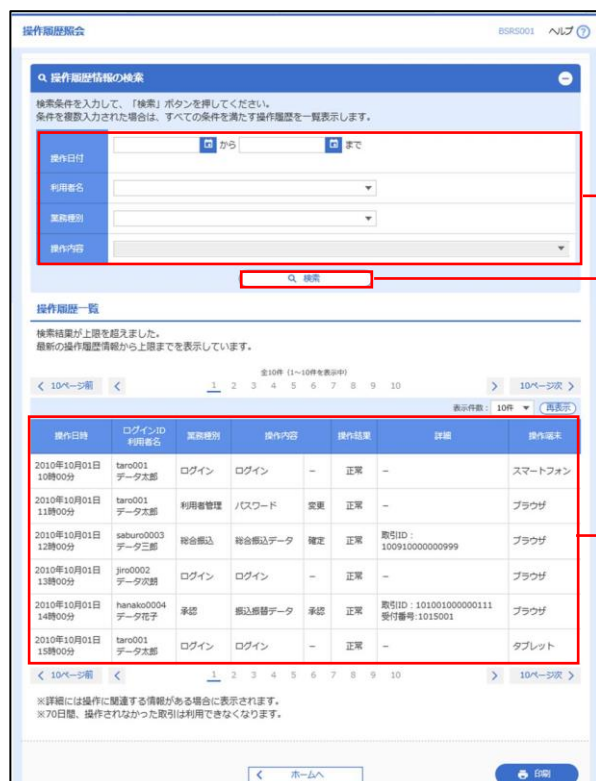 操作履歴照会
BSRS001 ヘルプ ?
操作履歴情報の検索
検索条件を入力して、「検索」ボタンを押してください。
条件を複数入力された場合は、すべての条件を満たす操作履歴を一覧表示します。
操作日付 から まで
利用者名
業務種別
操作内容
検索
操作履歴一覧
検索結果が上限を超えました。
最新の操作履歴情報から上限までを表示しています。
全10件 (1~10件を表示中)
10ページ前 1 2 3 4 5 6 7 8 9 10 10ページ次
表示件数: 10件 再表示
操作日時 ログインID 利用者名 業務種別 操作内容 操作結果 詳細 操作端末
2010年10月01日 taro001 ログイン ログイン - 正常 - スマートフォン
10時00分 データ太郎
2010年10月01日 taro001 利用者管理 パスワード 変更 正常 - ブラウザ
11時00分 データ太郎
2010年10月01日 saburo0003 総合振込 総合振込データ 確定 正常 取引ID: ブラウザ
12時00分 データ三郎 100910000000999
2010年10月01日 jiro0002 ログイン ログイン - 正常 - ブラウザ
13時00分 データ次朗
2010年10月01日 hanako0004 承認 振込振替データ 承認 正常 取引ID:101001000000111 ブラウザ
14時00分 データ花子 受付番号:1015001
2010年10月01日 taro001 ログイン ログイン - 正常 - タブレット
15時00分 データ太郎
10ページ前 1 2 3 4 5 6 7 8 9 10 10ページ次
※詳細には操作に関連する情報がある場合に表示されます。
※70日間、操作されなかった取引は利用できなくなります。
ホームへ
印刷